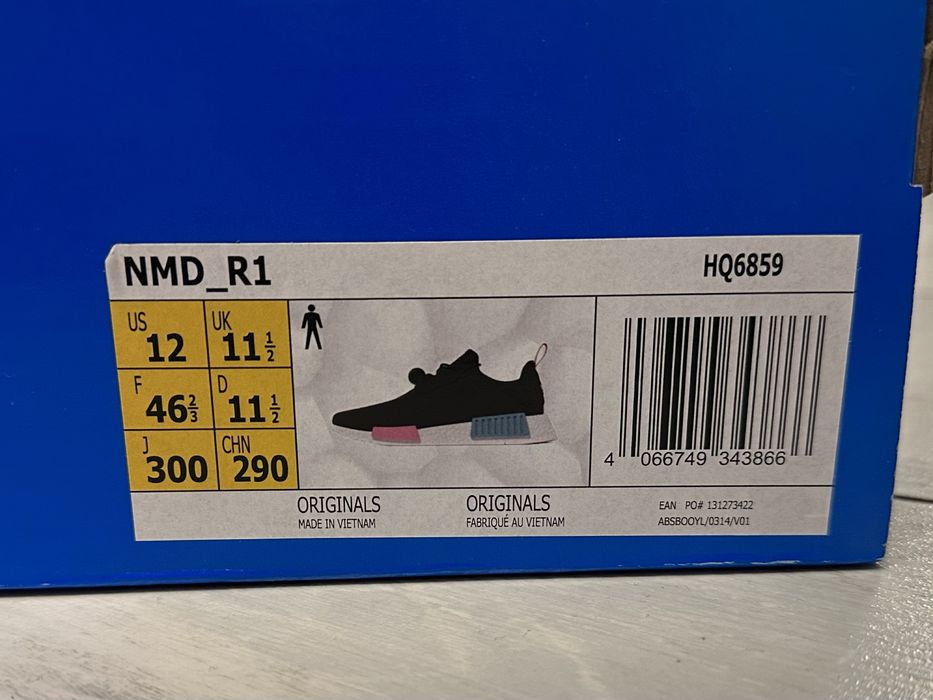 NMD_R1 HQ6859
US 12 UK 11 1/2
F 46 2/3 D 11 1/2
J 300 CHN 290
4 066749 343866
ORIGINALS
MADE IN VIETNAM
ORIGINALS
FABRIQUÉ AU VIETNAM
EAN PO# 131273422
ABSBOOYL/0314/V01